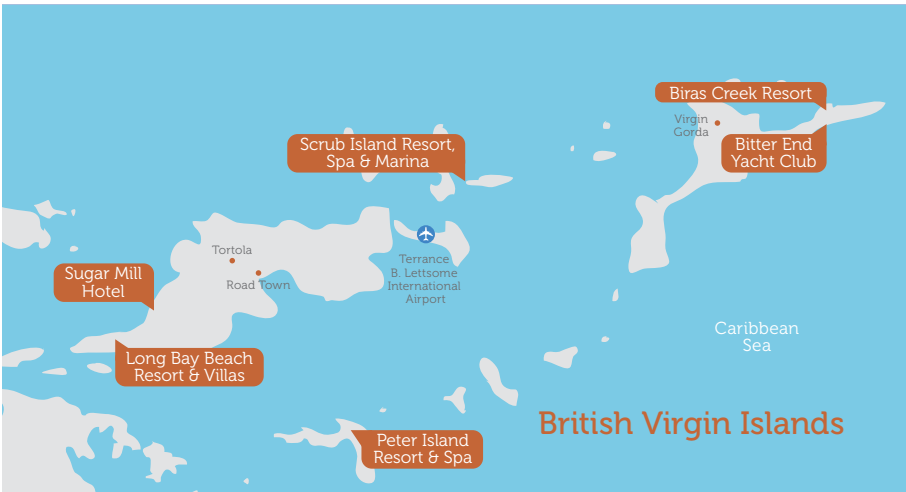 Biras Creek Resort
Virgin
Gorda
Bitter End
Yacht Club
Scrub Island Resort,
Spa & Marina
Tortola
Terrance
B. Lettsome
International
Airport
Sugar Mill
Hotel
Road Town
Caribbean
Sea
Long Bay Beach
Resort & Villas
British Virgin Islands
Peter Island
Resort & Spa